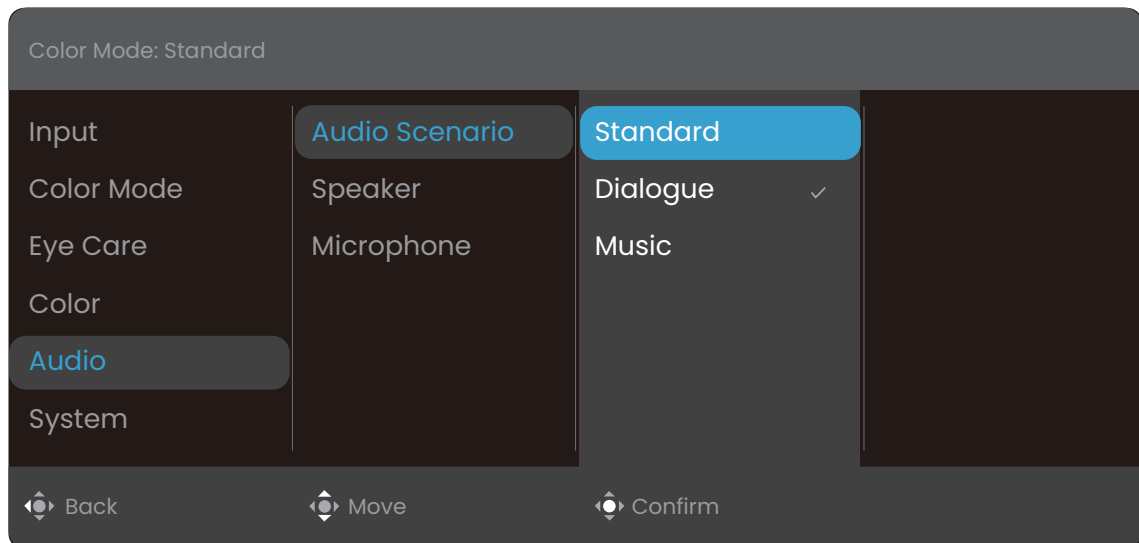 Color Mode: Standard
Input
Color Mode
Eye Care
Color
Audio
System
Audio Scenario
Speaker
Microphone
Standard
Dialogue
Music
Back
Move
Confirm